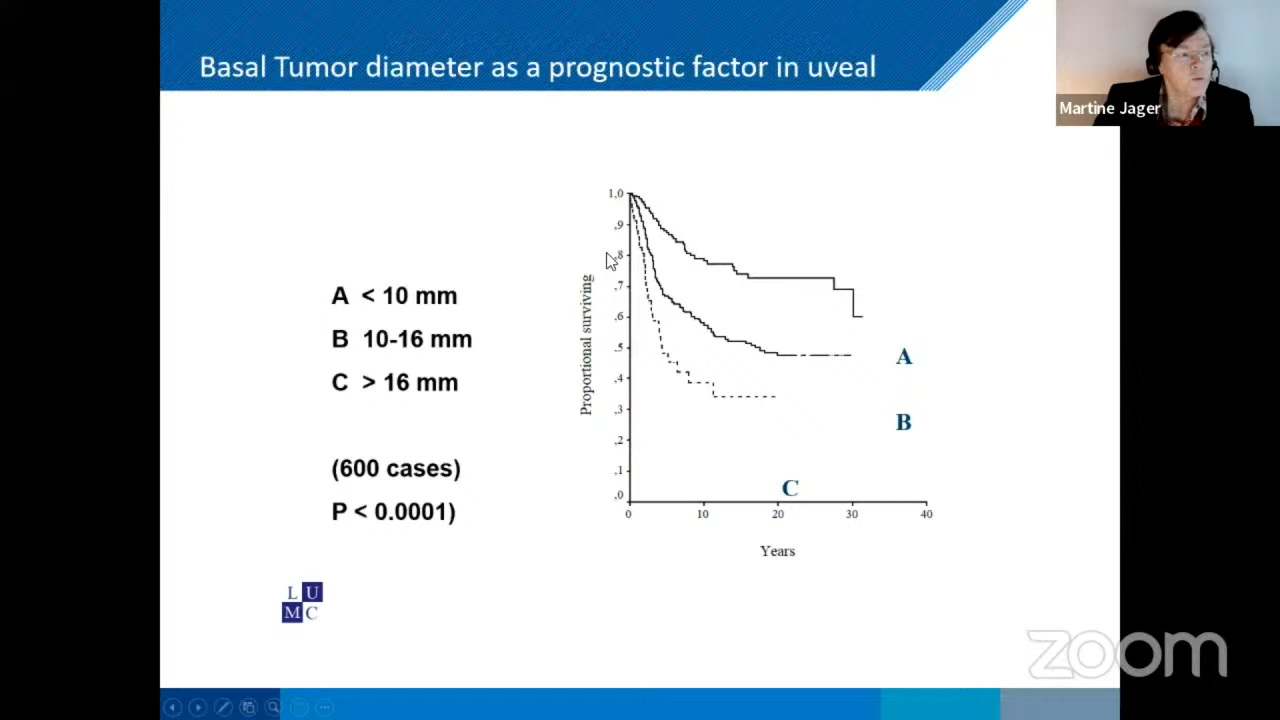 Basal Tumor diameter as a prognostic factor in uveal
Martine Jager
A < 10 mm
B 10-16 mm
C > 16 mm
(600 cases)
P < 0.0001)
Proportional surviving
1,0
,9
,8
,7
,6
,5
,4
,3
,2
,1
,0
0 10 20 30 40
Years
A
B
C
L U
M C
zoom